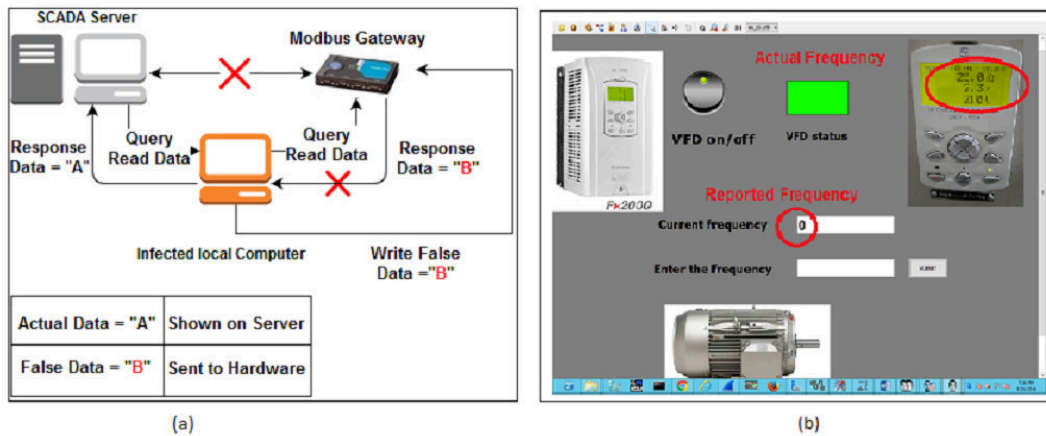 SCADA Server
Modbus Gateway
Query
Read Data
Query
Read Data
Response
Data = "A"
Response
Data = "B"
Infected local Computer
Write False
Data ="B"
Actual Data = "A" Shown on Server
False Data = "B" Sent to Hardware
(a)
Actual Frequency
VFD on/off
VFD status
Reported Frequency
Current frequency
0
Enter the Frequency
(b)